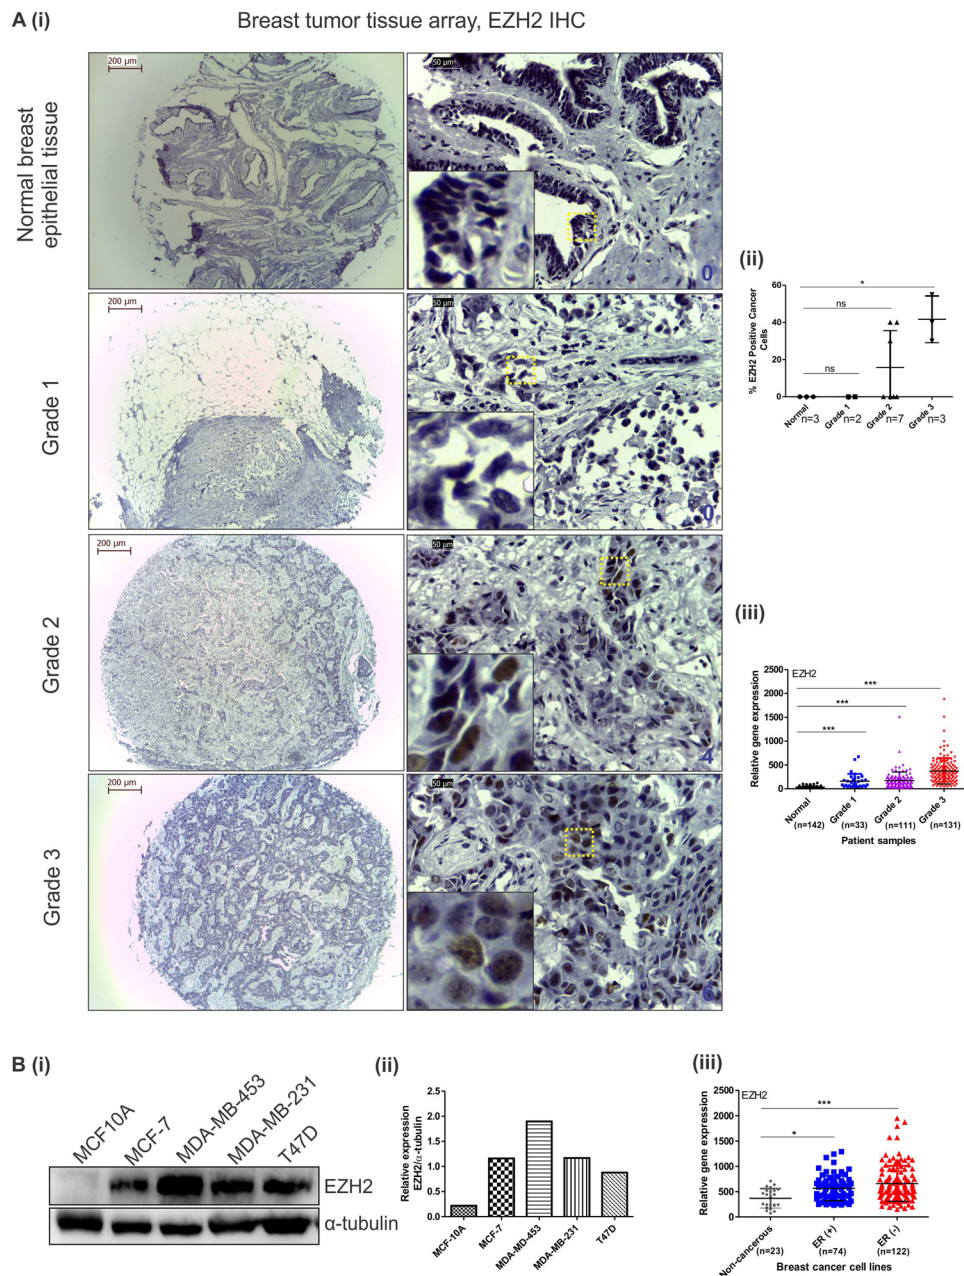 A (i)
Breast tumor tissue array, EZH2 IHC
Normal breast
epithelial tissue
200 µm
50 µm
0
Grade 1
200 µm
50 µm
0
Grade 2
200 µm
50 µm
4
Grade 3
200 µm
50 µm
6
(ii)
% EZH2 Positive Cancer
Cells
60
40
20
0
*
ns
ns
Normal
Grade 1
Grade 2
Grade 3
n=3
n=2
n=7
n=3
(iii)
EZH2
Relative gene expression
2500
2000
1500
1000
500
0
***
***
***
Normal
Grade 1
Grade 2
Grade 3
(n=142)
(n=33)
(n=111)
(n=131)
Patient samples
B (i)
MCF10A
MCF-7
MDA-MB-453
MDA-MB-231
T47D
EZH2
α-tubulin
(ii)
Relative expression
EZH2/α-tubulin
2.5
2.0
1.5
1.0
0.5
0.0
MCF-10A
MCF-7
MDA-MD-453
MDA-MB-231
T47D
(iii)
EZH2
Relative gene expression
2500
2000
1500
1000
500
0
***
*
Non-cancerous
ER (+)
ER (-)
(n=23)
(n=74)
(n=122)
Breast cancer cell lines